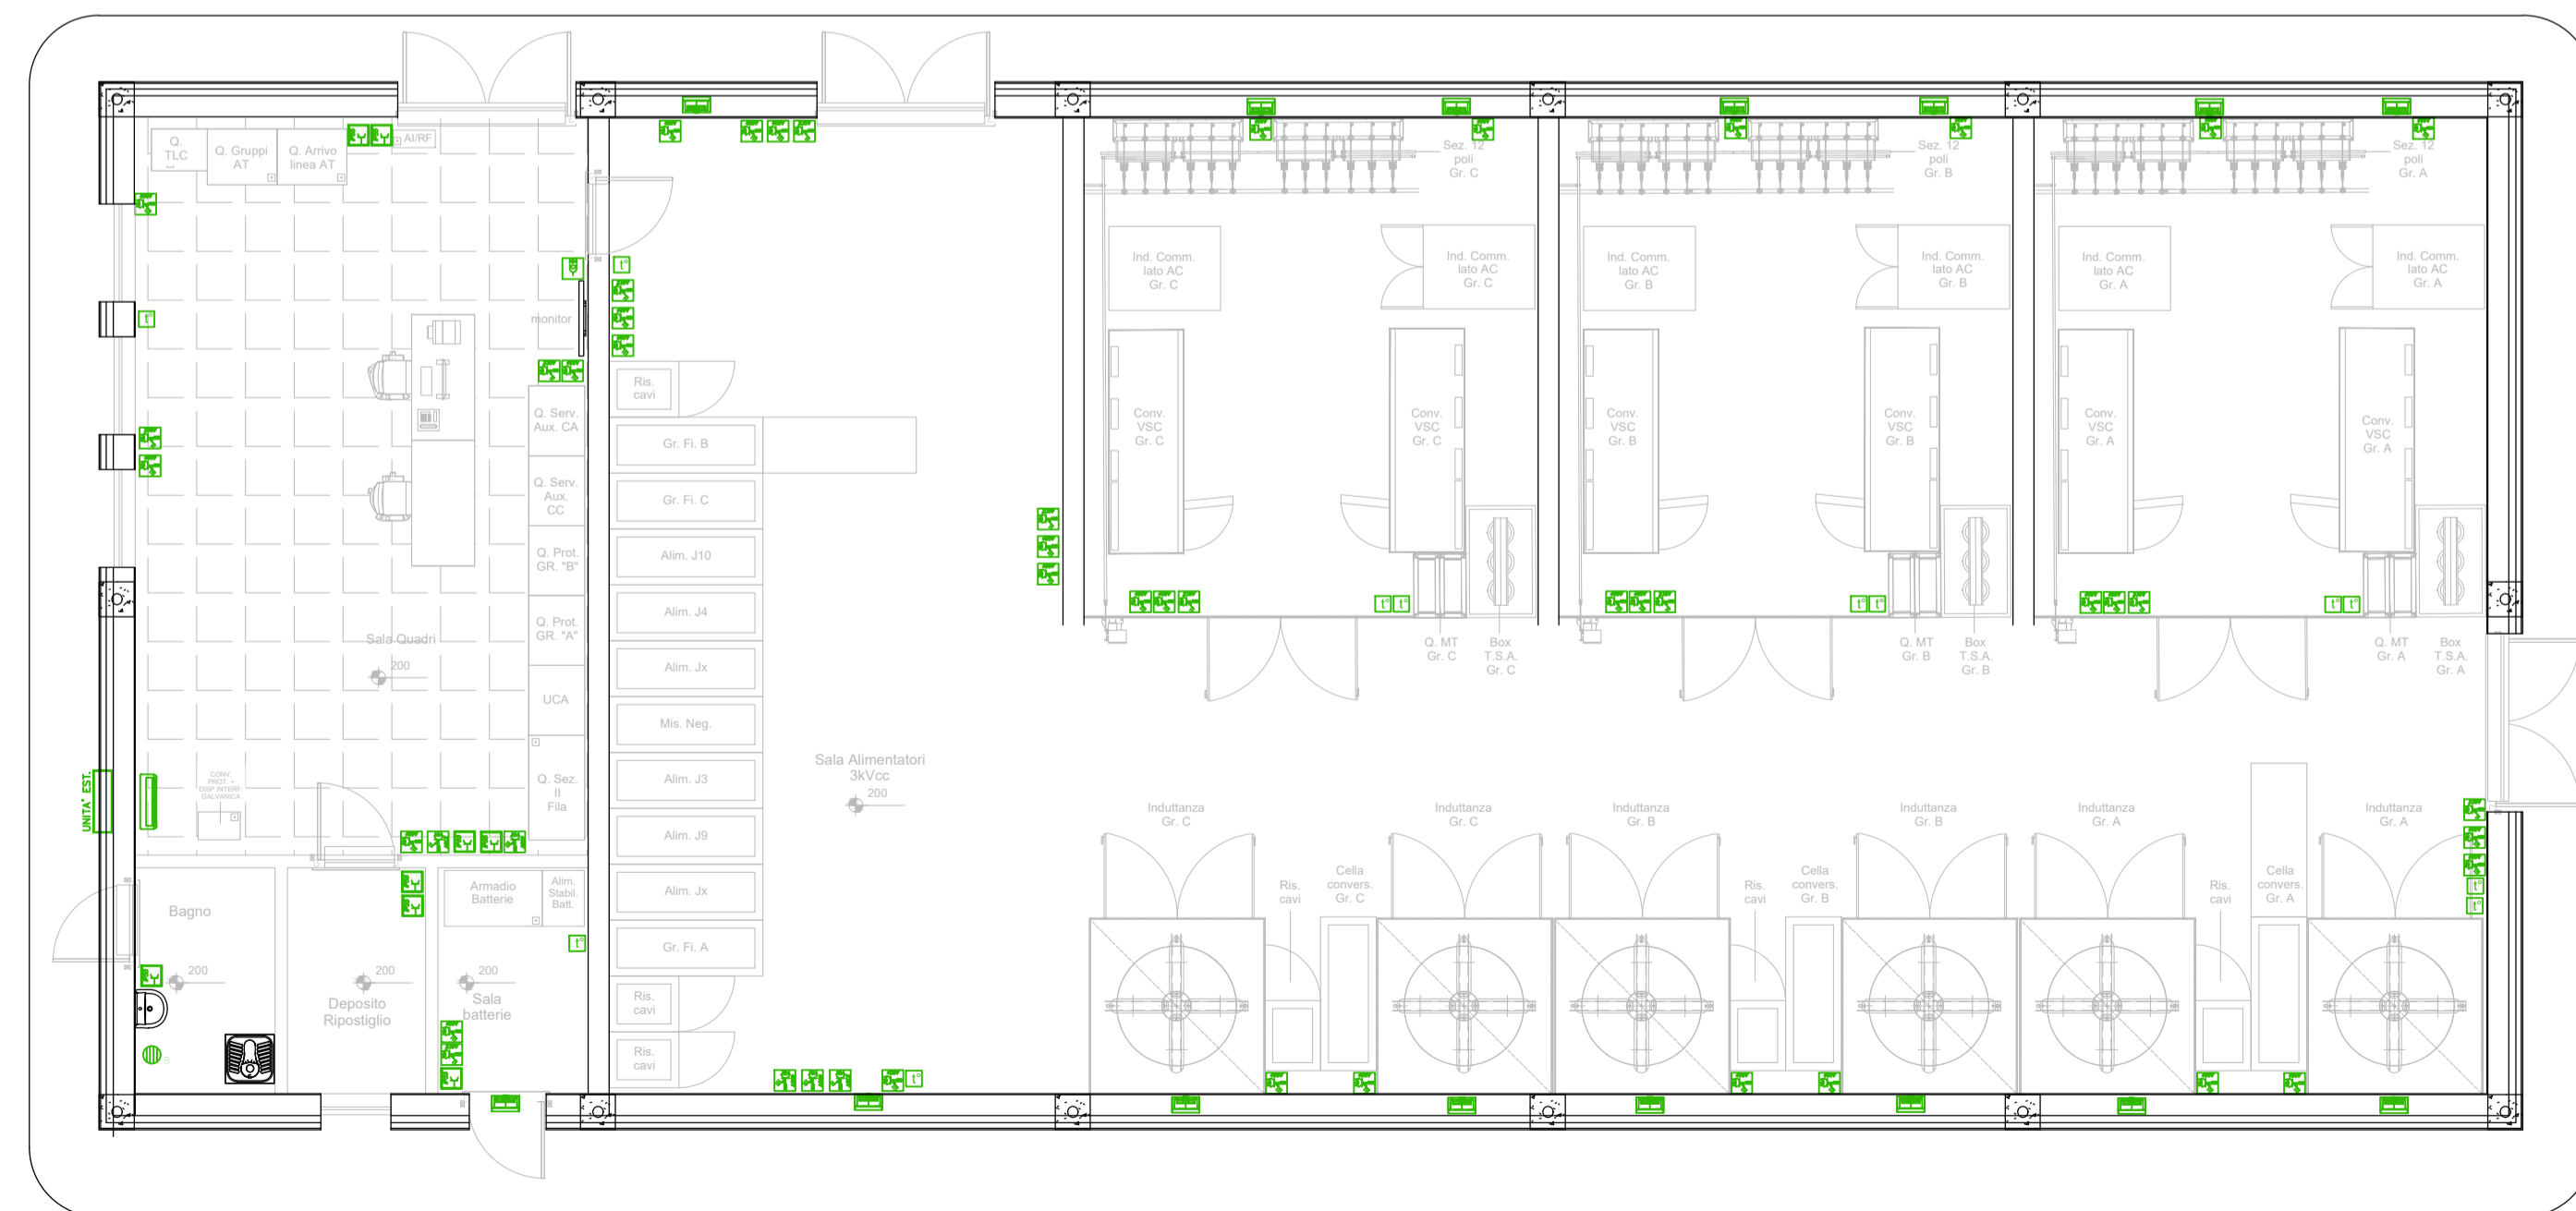 Q.
TLC
Q. Gruppi
AT
Q. Arrivo
linea AT
AI/RF
t°
monitor
t°
Q. Serv.
Aux. CA
Q. Serv.
Aux.
CC
Q. Prot.
GR. "B"
Q. Prot.
GR. "A"
UCA
Q. Sez.
II
Fila
Sala Quadri
200
CONV.
PROT. +
DISP.INTERF.
GALVANICA
UNITA' EST.
Bagno
200
Deposito
Ripostiglio
200
Armadio
Batterie
Alim.
Stabil.
Batt.
t°
Sala
batterie
200
Ris.
cavi
Gr. Fi. B
Gr. Fi. C
Alim. J10
Alim. J4
Alim. Jx
Mis. Neg.
Alim. J3
Alim. J9
Alim. Jx
Gr. Fi. A
Ris.
cavi
Ris.
cavi
Sala Alimentatori
3kVcc
200
t°
Sez. 12
poli
Gr. C
Ind. Comm.
lato AC
Gr. C
Ind. Comm.
lato AC
Gr. C
Conv.
VSC
Gr. C
Conv.
VSC
Gr. C
t°
t°
Q. MT
Gr. C
Box
T.S.A.
Gr. C
Sez. 12
poli
Gr. B
Ind. Comm.
lato AC
Gr. B
Ind. Comm.
lato AC
Gr. B
Conv.
VSC
Gr. B
Conv.
VSC
Gr. B
t°
t°
Q. MT
Gr. B
Box
T.S.A.
Gr. B
Sez. 12
poli
Gr. A
Ind. Comm.
lato AC
Gr. A
Ind. Comm.
lato AC
Gr. A
Conv.
VSC
Gr. A
Conv.
VSC
Gr. A
t°
t°
Q. MT
Gr. A
Box
T.S.A.
Gr. A
Induttanza
Gr. C
Ris.
cavi
Cella
convers.
Gr. C
Induttanza
Gr. C
Induttanza
Gr. B
Ris.
cavi
Cella
convers.
Gr. B
Induttanza
Gr. B
Induttanza
Gr. A
Ris.
cavi
Cella
convers.
Gr. A
Induttanza
Gr. A
t°
t°